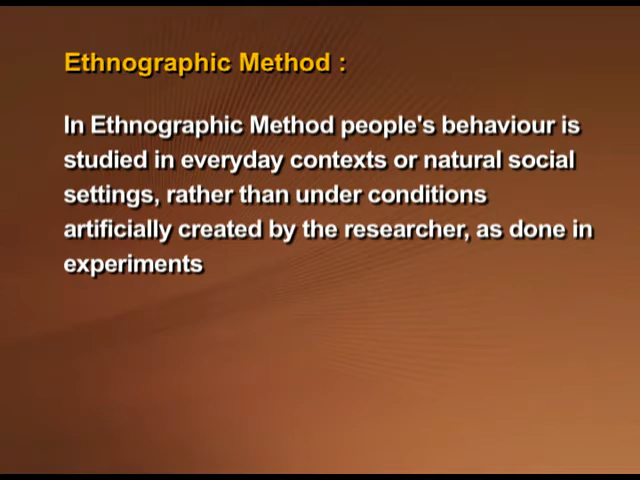 Ethnographic Method :
In Ethnographic Method people's behaviour is
studied in everyday contexts or natural social
settings, rather than under conditions
artificially created by the researcher, as done in
experiments